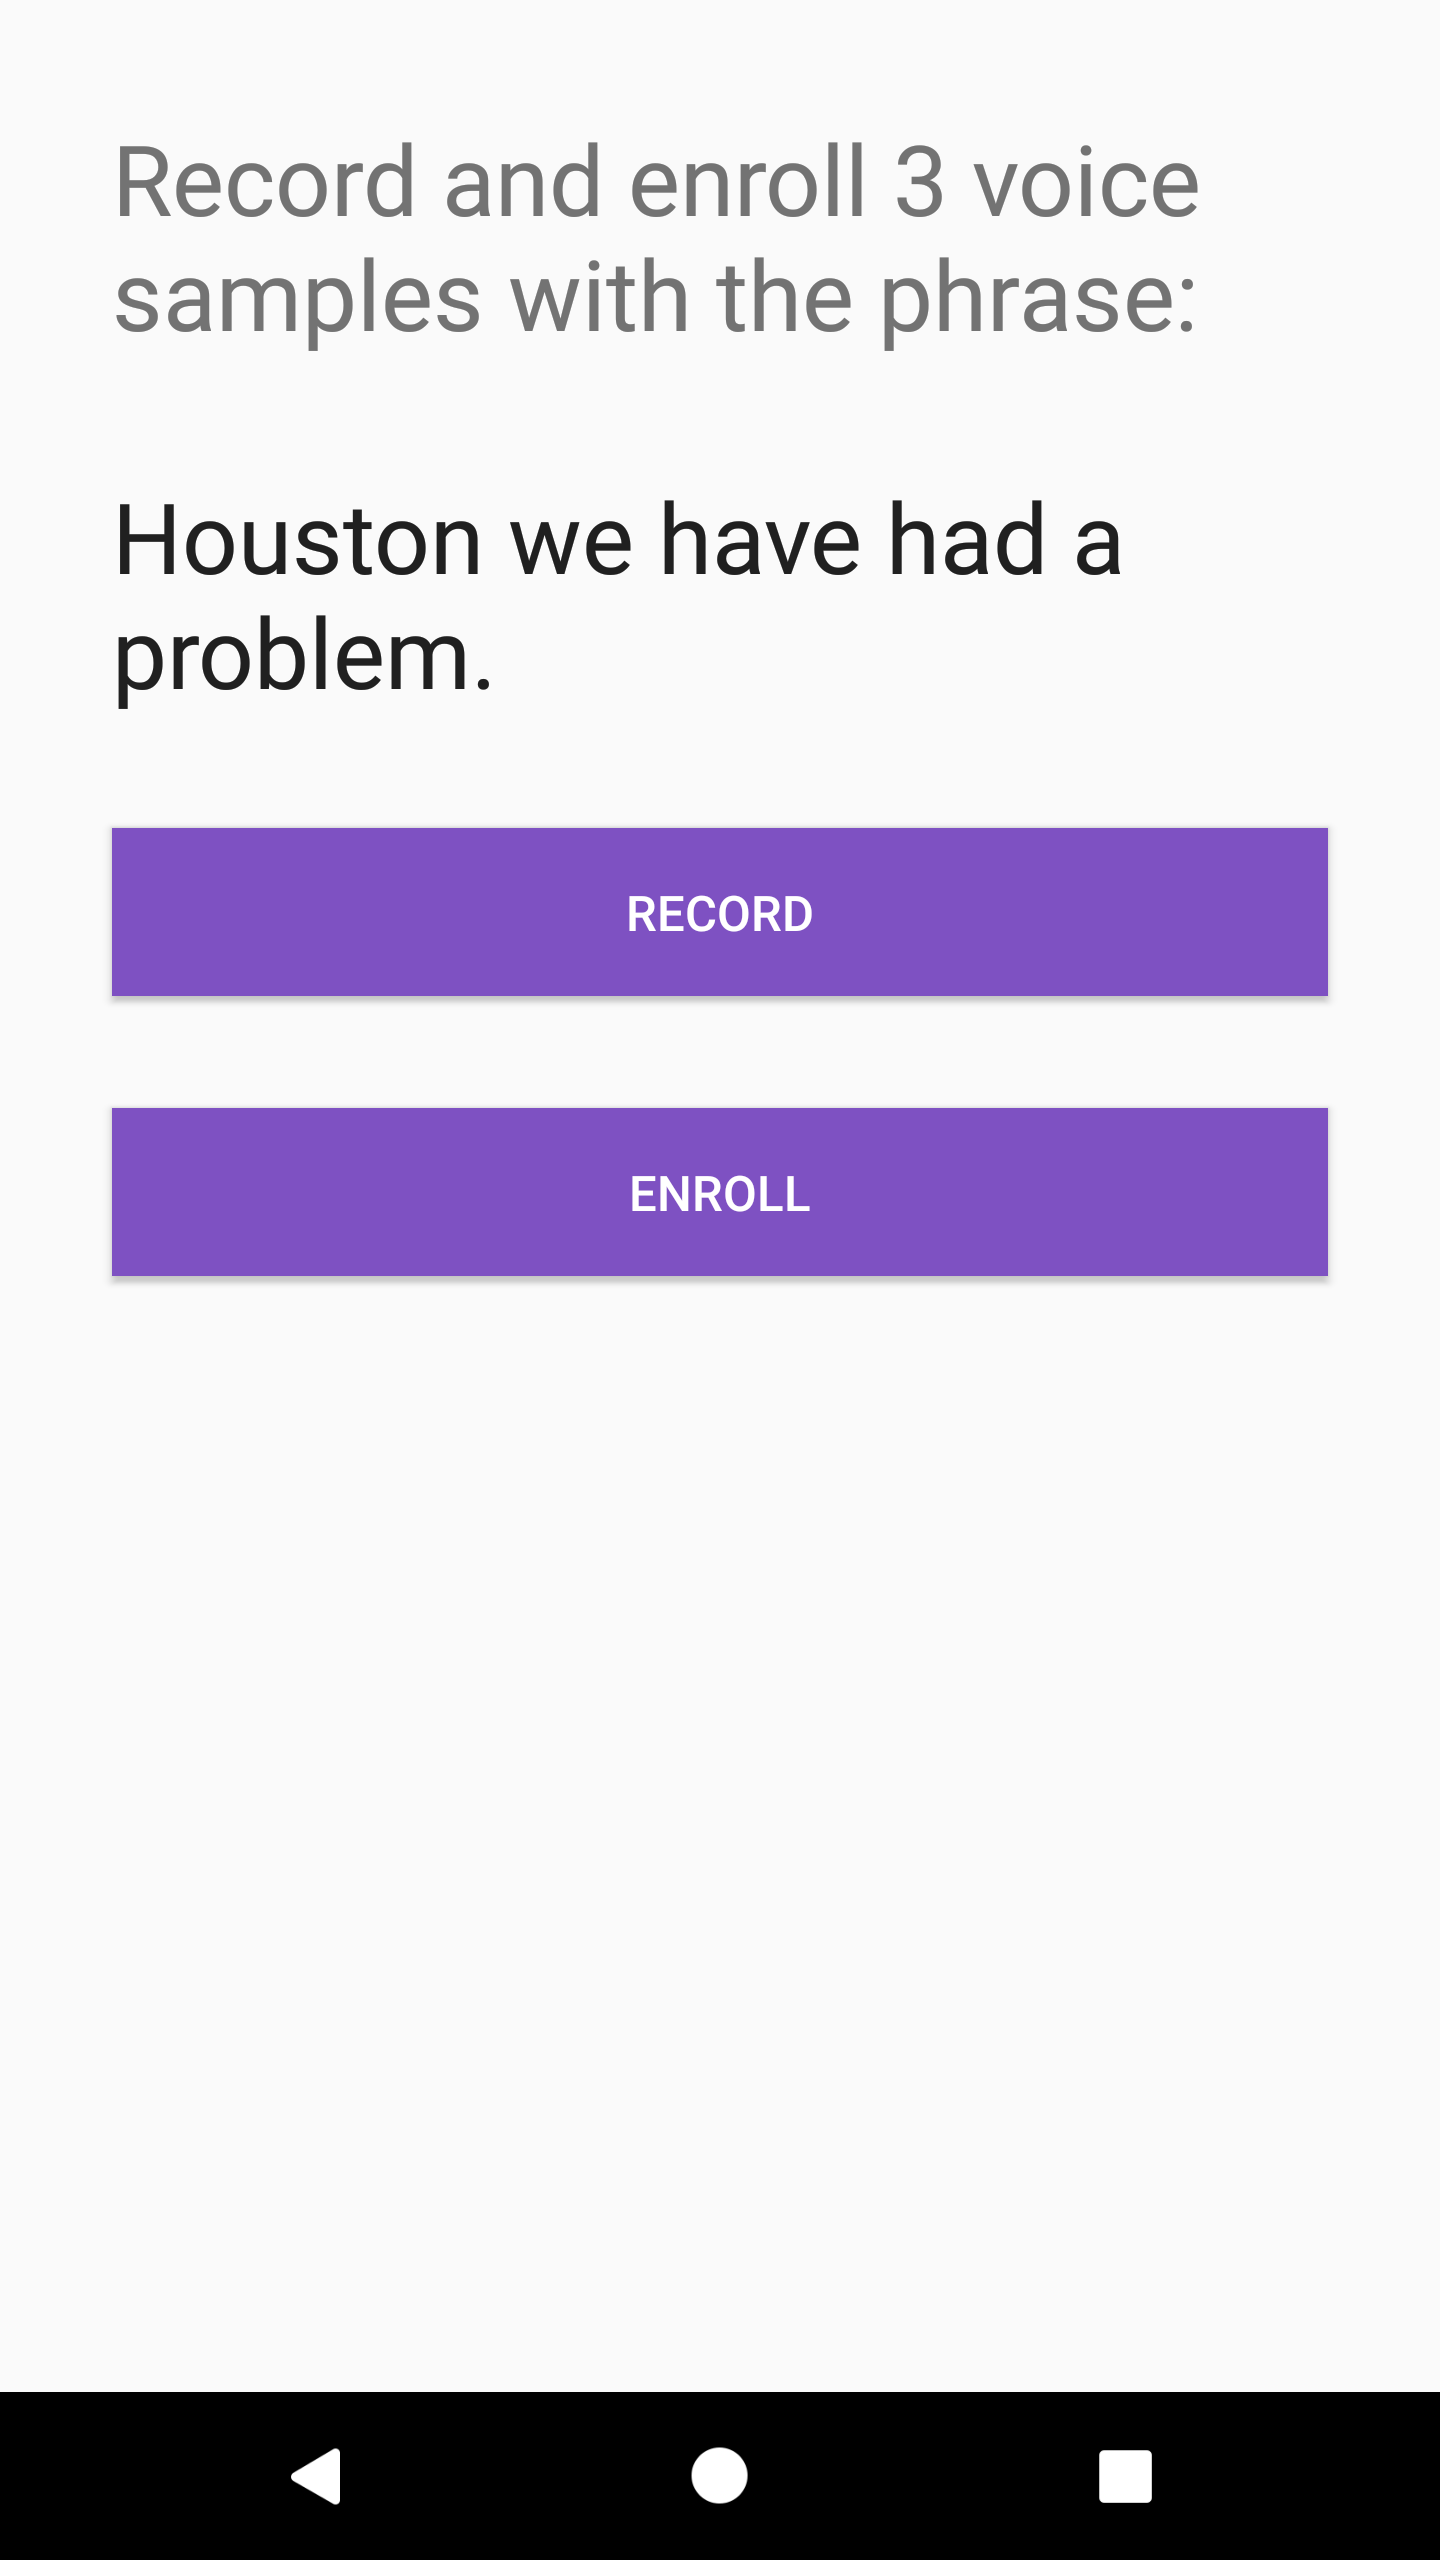 Record and enroll 3 voice
samples with the phrase:
Houston we have had a
problem.
RECORD
ENROLL